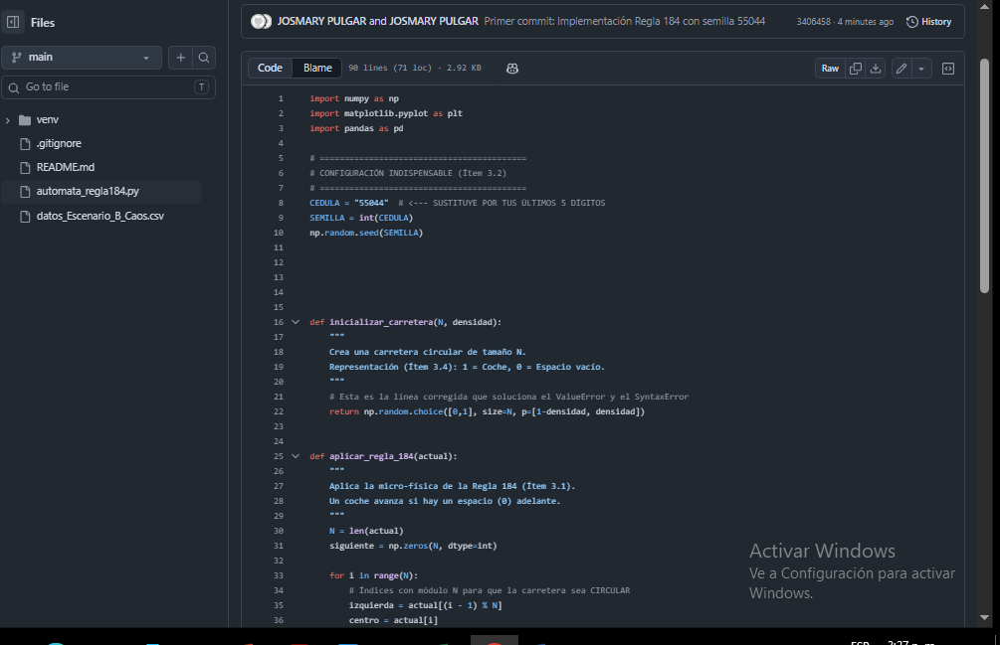 Files
main
Go to file
T
venv
.gitignore
README.md
automata_regla184.py
datos_Escenario_B_Caos.csv
JOSMARY PULGAR and JOSMARY PULGAR Primer commit: Implementación Regla 184 con semilla 55044 3406458 · 4 minutes ago History
Code Blame 90 lines (71 loc) · 2.92 KB Raw
1 import numpy as np
2 import matplotlib.pyplot as plt
3 import pandas as pd
4
5 # ==========================================
6 # CONFIGURACIÓN INDISPENSABLE (Ítem 3.2)
7 # ==========================================
8 CEDULA = "55044" # <--- SUSTITUYE POR TUS ÚLTIMOS 5 DÍGITOS
9 SEMILLA = int(CEDULA)
10 np.random.seed(SEMILLA)
11
12
13
14
15
16 def inicializar_carretera(N, densidad):
17 """
18 Crea una carretera circular de tamaño N.
19 Representación (Ítem 3.4): 1 = Coche, 0 = Espacio vacío.
20 """
21 # Esta es la línea corregida que soluciona el ValueError y el SyntaxError
22 return np.random.choice([0,1], size=N, p=[1-densidad, densidad])
23
24
25 def aplicar_regla_184(actual):
26 """
27 Aplica la micro-física de la Regla 184 (Ítem 3.1).
28 Un coche avanza si hay un espacio (0) adelante.
29 """
30 N = len(actual)
31 siguiente = np.zeros(N, dtype=int)
32
33 for i in range(N):
34 # Índices con módulo N para que la carretera sea CIRCULAR
35 izquierda = actual[(i - 1) % N]
36 centro = actual[i]
Activar Windows
Ve a Configuración para activar
Windows.